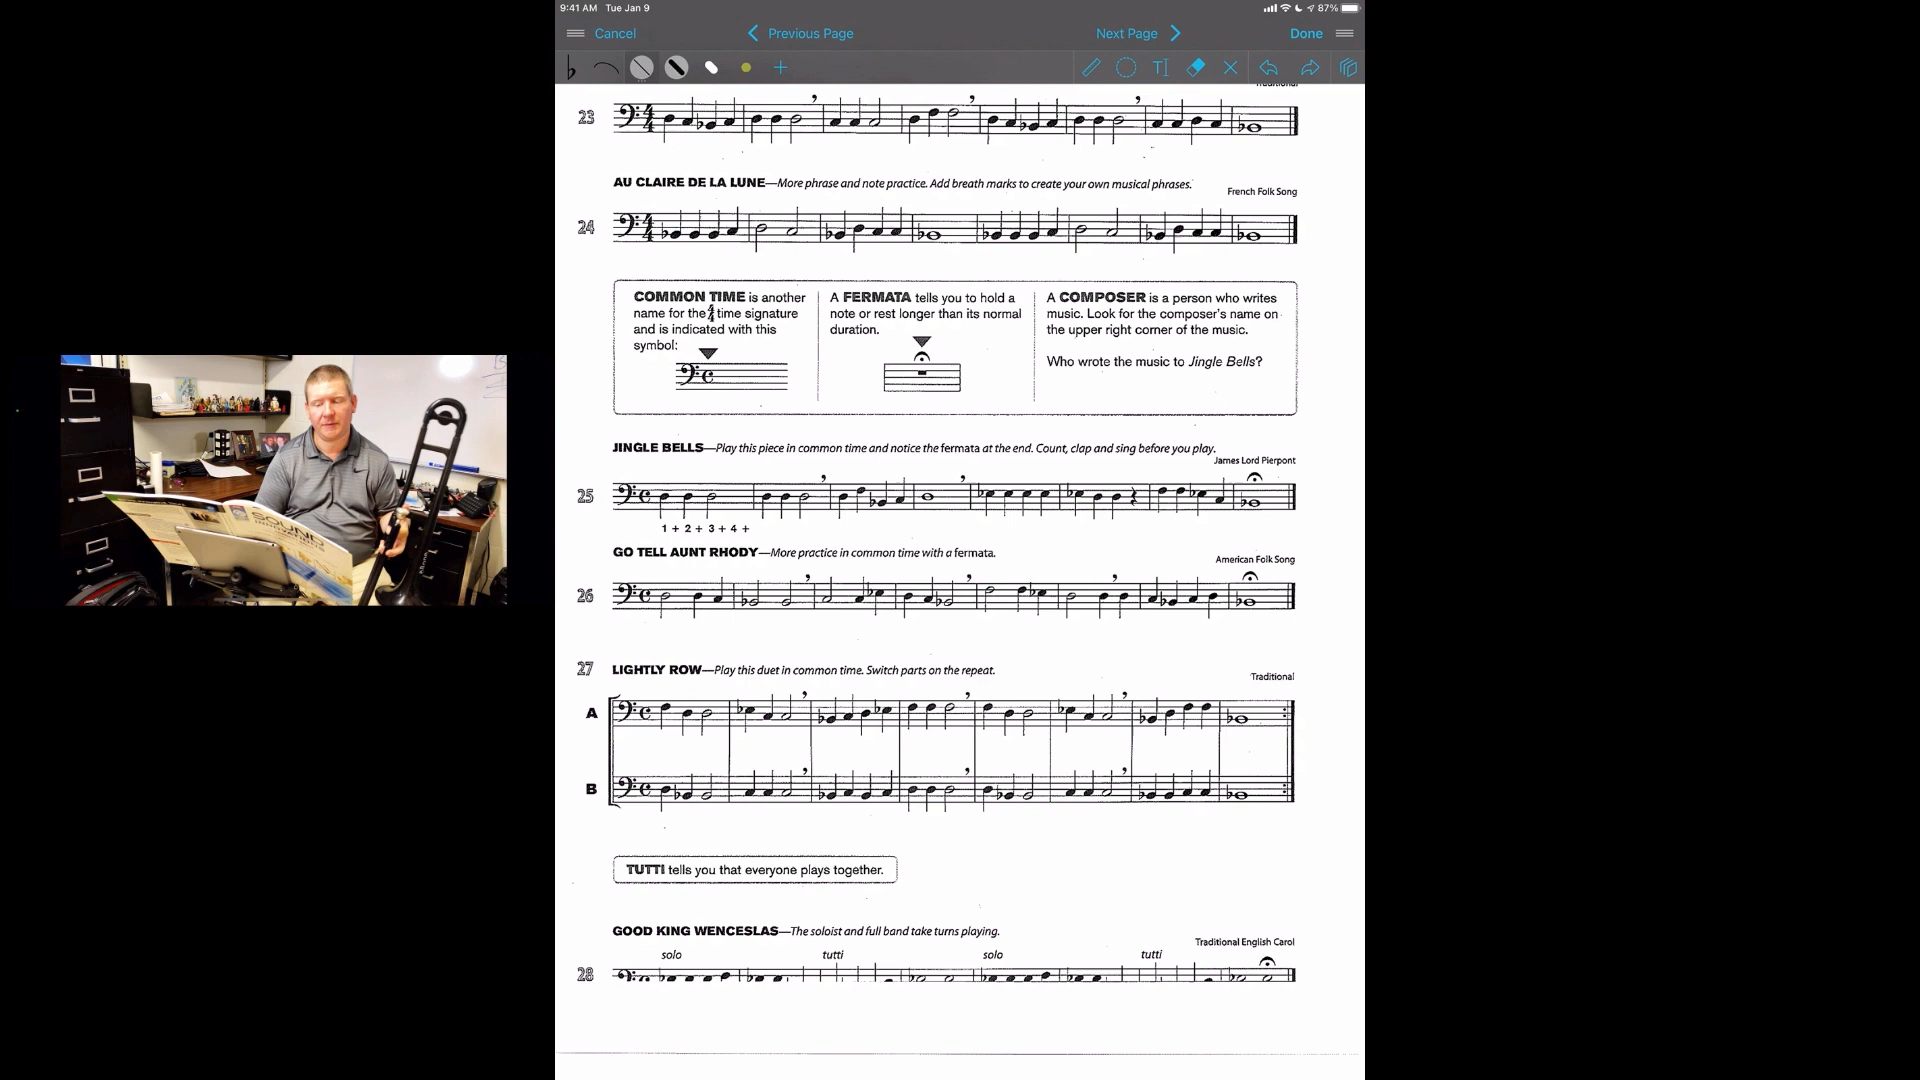 9:41 AM Tue Jan 9
87%
Cancel
Previous Page
Next Page
Done
Traditional
23
AU CLAIRE DE LA LUNE—More phrase and note practice. Add breath marks to create your own musical phrases.
French Folk Song
24
COMMON TIME is another
name for the 4/4 time signature
and is indicated with this
symbol:
A FERMATA tells you to hold a
note or rest longer than its normal
duration.
A COMPOSER is a person who writes
music. Look for the composer's name on
the upper right corner of the music.
Who wrote the music to Jingle Bells?
JINGLE BELLS—Play this piece in common time and notice the fermata at the end. Count, clap and sing before you play.
James Lord Pierpont
25
1 + 2 + 3 + 4 +
GO TELL AUNT RHODY—More practice in common time with a fermata.
American Folk Song
26
27 LIGHTLY ROW—Play this duet in common time. Switch parts on the repeat.
Traditional
A
B
TUTTI tells you that everyone plays together.
GOOD KING WENCESLAS—The soloist and full band take turns playing.
Traditional English Carol
solo tutti solo tutti
28
SOUND
INNOVATIONS